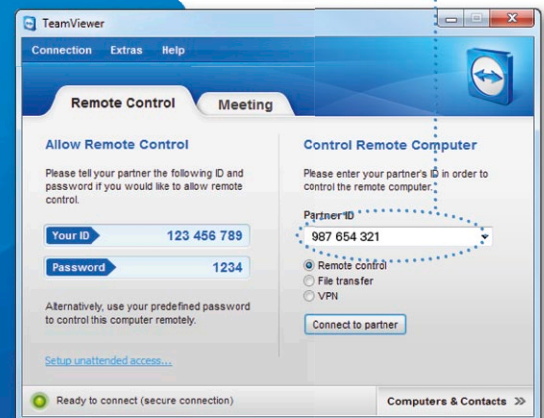 TeamViewer
Connection Extras Help
Remote Control Meeting
Allow Remote Control
Please tell your partner the following ID and
password if you would like to allow remote
control.
Your ID 123 456 789
Password 1234
Alternatively, use your predefined password
to control this computer remotely.
Setup unattended access...
Control Remote Computer
Please enter your partner's ID in order to
control the remote computer.
Partner ID
987 654 321
Remote control
File transfer
VPN
Connect to partner
Ready to connect (secure connection)
Computers & Contacts >>